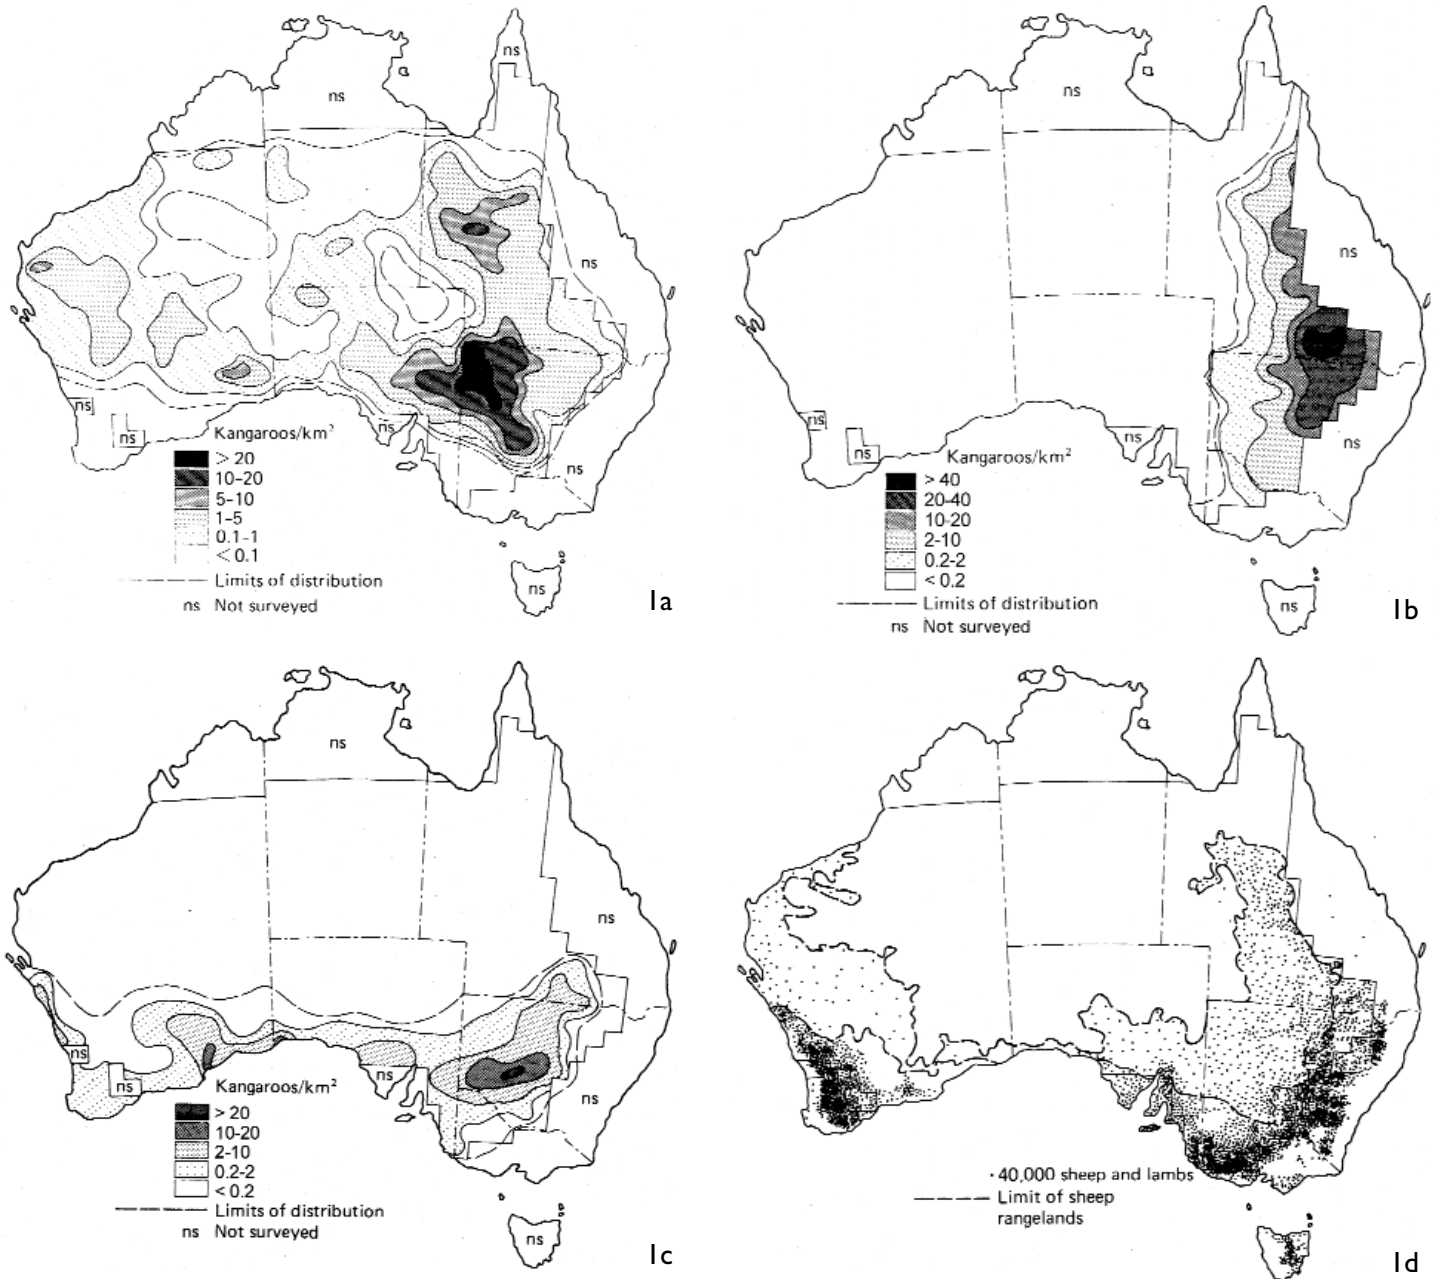 ns
ns
ns
ns
ns
ns
ns
Kangaroos/km²
> 20
10-20
5-10
1-5
0.1-1
< 0.1
Limits of distribution
ns Not surveyed
ns
1a
ns
ns
ns
ns
ns
ns
Kangaroos/km²
> 40
20-40
10-20
2-10
0.2-2
< 0.2
Limits of distribution
ns Not surveyed
ns
1b
ns
ns
ns
ns
ns
ns
Kangaroos/km²
> 20
10-20
2-10
0.2-2
< 0.2
Limits of distribution
ns Not surveyed
ns
1c
· 40,000 sheep and lambs
Limit of sheep
rangelands
1d